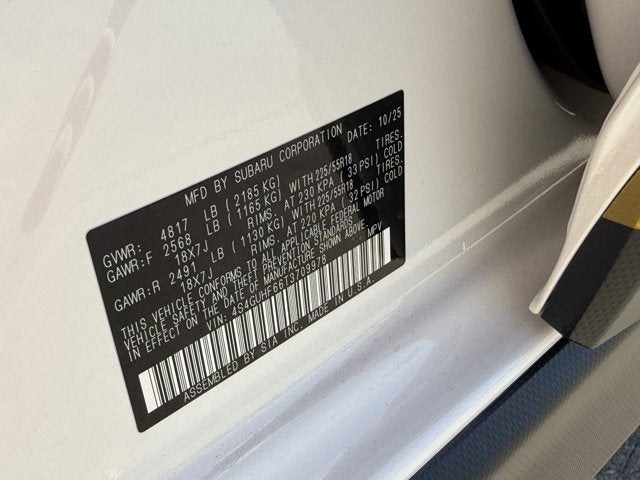 MFD BY SUBARU CORPORATION DATE: 10/25
GVWR: 4817 LB (2185 KG)
GAWR:F 2568 LB (1165 KG) WITH 225/55R18 TIRES.
18X7J RIMS. AT 230 KPA (33 PSI) COLD
GAWR:R 2491 LB (1130 KG) WITH 225/55R18 TIRES.
18X7J RIMS. AT 220 KPA (32 PSI) COLD
THIS VEHICLE CONFORMS TO ALL APPLICABLE FEDERAL MOTOR
VEHICLE SAFETY AND THEFT PREVENTION STANDARDS
IN EFFECT ON THE DATE OF MANUFACTURE SHOWN ABOVE.
VIN: 4S4GUHF66T3709978 MPV
ASSEMBLED BY SIA INC. MADE IN U.S.A.